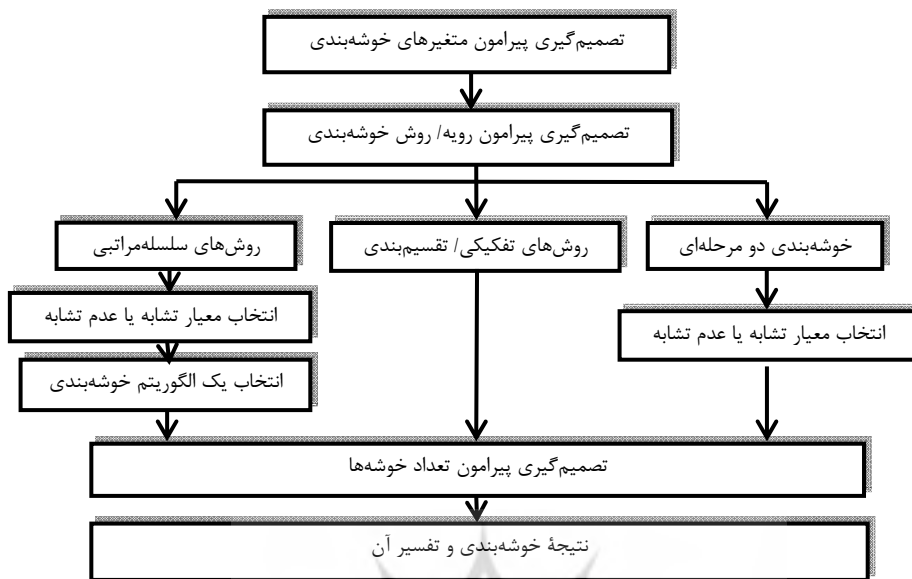 تصمیم‌گیری پیرامون متغیرهای خوشه‌بندی
تصمیم‌گیری پیرامون رویه/ روش خوشه‌بندی
خوشه‌بندی دو مرحله‌ای
روش‌های تفکیکی/ تقسیم‌بندی
روش‌های سلسله‌مراتبی
انتخاب معیار تشابه یا عدم تشابه
انتخاب معیار تشابه یا عدم تشابه
انتخاب یک الگوریتم خوشه‌بندی
تصمیم‌گیری پیرامون تعداد خوشه‌ها
نتیجهٔ خوشه‌بندی و تفسیر آن